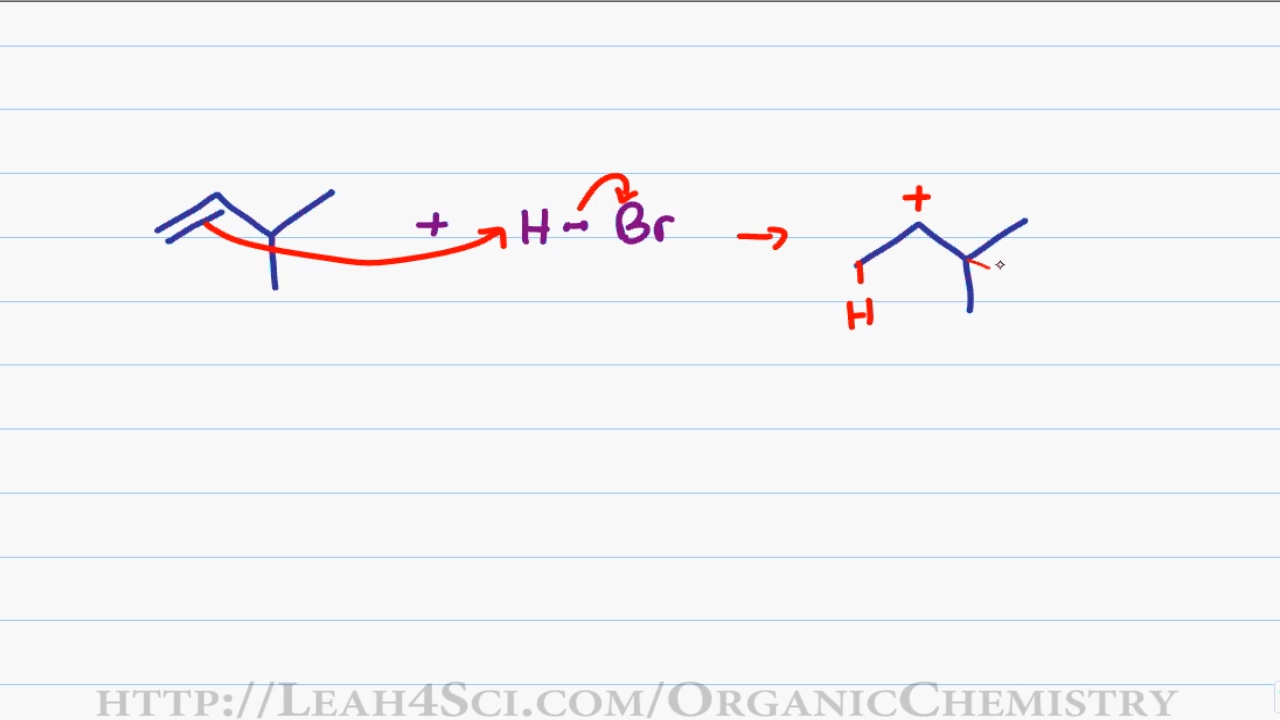 + H - Br → +
H
http://Leah4Sci.com/OrganicChemistry